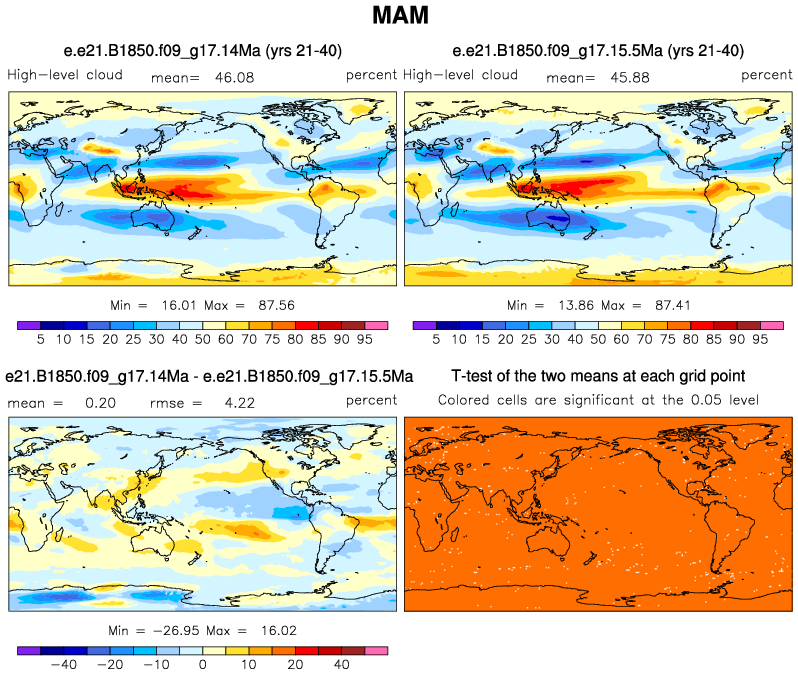 MAM
e.e21.B1850.f09_g17.14Ma (yrs 21-40)
High-level cloud mean= 46.08 percent
Min = 16.01 Max = 87.56
5 10 15 20 25 30 40 50 60 70 75 80 85 90 95
e.e21.B1850.f09_g17.15.5Ma (yrs 21-40)
High-level cloud mean= 45.88 percent
Min = 13.86 Max = 87.41
5 10 15 20 25 30 40 50 60 70 75 80 85 90 95
e21.B1850.f09_g17.14Ma - e.e21.B1850.f09_g17.15.5Ma
mean = 0.20 rmse = 4.22 percent
Min = -26.95 Max = 16.02
-40 -20 -10 0 10 20 40
T-test of the two means at each grid point
Colored cells are significant at the 0.05 level